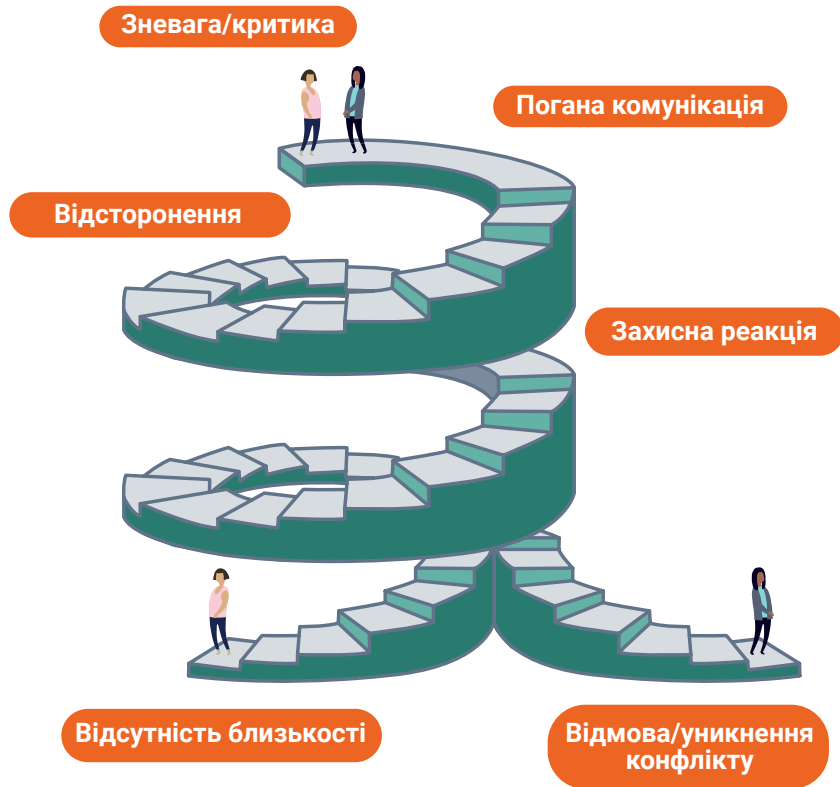 Зневага/критика
Погана комунікація
Відсторонення
Захисна реакція
Відсутність близькості
Відмова/уникнення
конфлікту